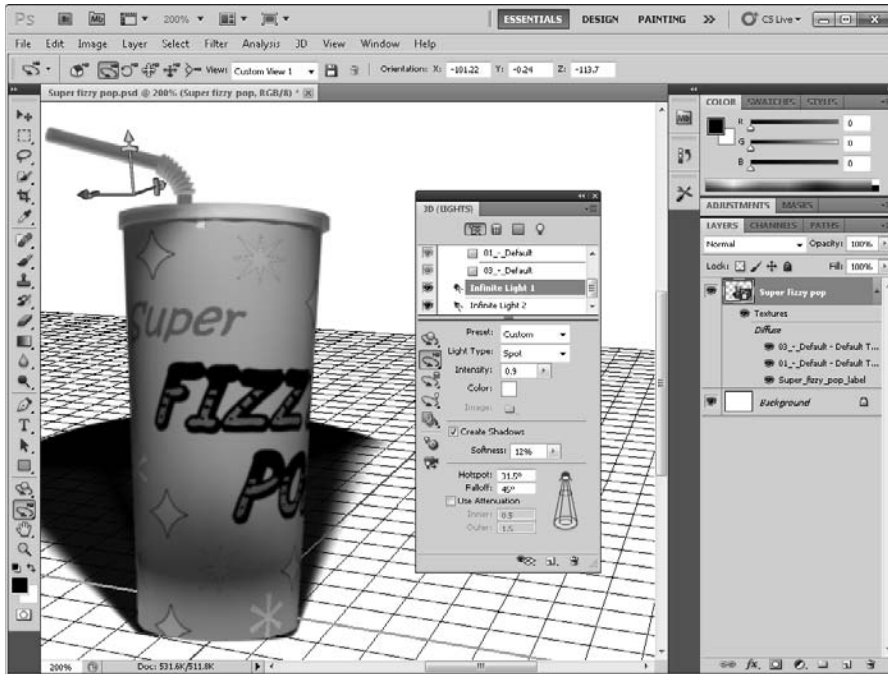 Ps Mb 200% ESSENTIALS DESIGN PAINTING >> CS Live
File Edit Image Layer Select Filter Analysis 3D View Window Help
View: Custom View 1 Orientation: X: -101.22 Y: -0.24 Z: -113.7
Super fizzy pop.psd @ 200% (Super fizzy pop, RGB/8) *
Super
FIZZ
PO
3D (LIGHTS)
01_-_Default
03_-_Default
Infinite Light 1
Infinite Light 2
Preset: Custom
Light Type: Spot
Intensity: 0.9
Color:
Image:
Create Shadows
Softness: 12%
Hotspot: 31.5°
Falloff: 45°
Use Attenuation
Inner: 0.5
Outer: 1.5
Mb
COLOR SWATCHES STYLES
R 0
G 0
B 0
ADJUSTMENTS MASKS
LAYERS CHANNELS PATHS
Normal Opacity: 100%
Lock: Fill: 100%
Super fizzy pop
Textures
Diffuse
03_-_Default - Default T...
01_-_Default - Default T...
Super_fizzy_pop_label
Background
fx
200% Doc: 531.6K/511.8K